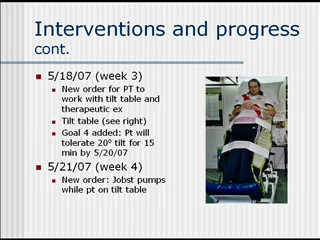 Interventions and progress
cont.
5/18/07 (week 3)
New order for PT to
work with tilt table and
therapeutic ex
Tilt table (see right)
Goal 4 added: Pt will
tolerate 20⁰ tilt for 15
min by 5/20/07
5/21/07 (week 4)
New order: Jobst pumps
while pt on tilt table